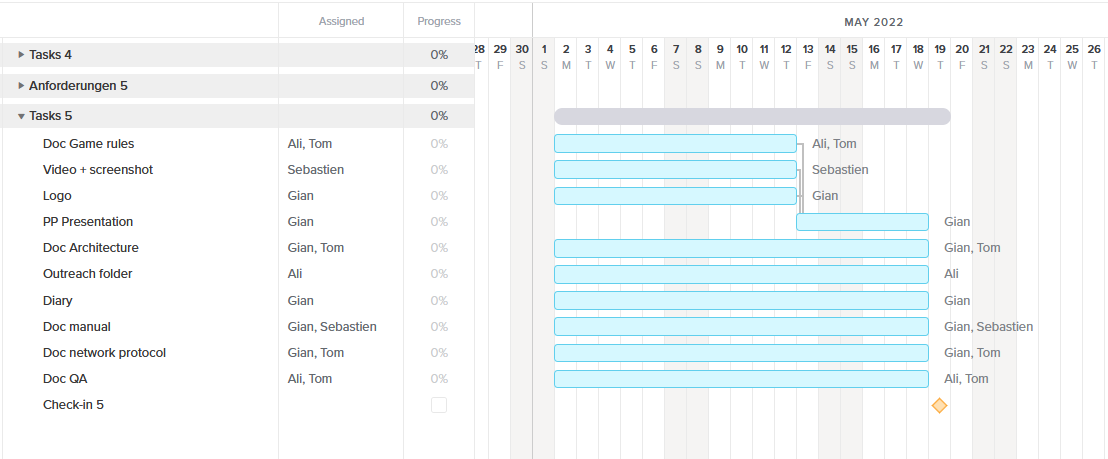 Assigned Progress MAY 2022
28 29 30 1 2 3 4 5 6 7 8 9 10 11 12 13 14 15 16 17 18 19 20 21 22 23 24 25 26
T F S S M T W T F S S M T W T F S S M T W T F S S M T W T
Tasks 4 0%
Anforderungen 5 0%
Tasks 5 0%
Doc Game rules Ali, Tom 0% Ali, Tom
Video + screenshot Sebastien 0% Sebastien
Logo Gian 0% Gian
PP Presentation Gian 0% Gian
Doc Architecture Gian, Tom 0% Gian, Tom
Outreach folder Ali 0% Ali
Diary Gian 0% Gian
Doc manual Gian, Sebastien 0% Gian, Sebastien
Doc network protocol Gian, Tom 0% Gian, Tom
Doc QA Ali, Tom 0% Ali, Tom
Check-in 5